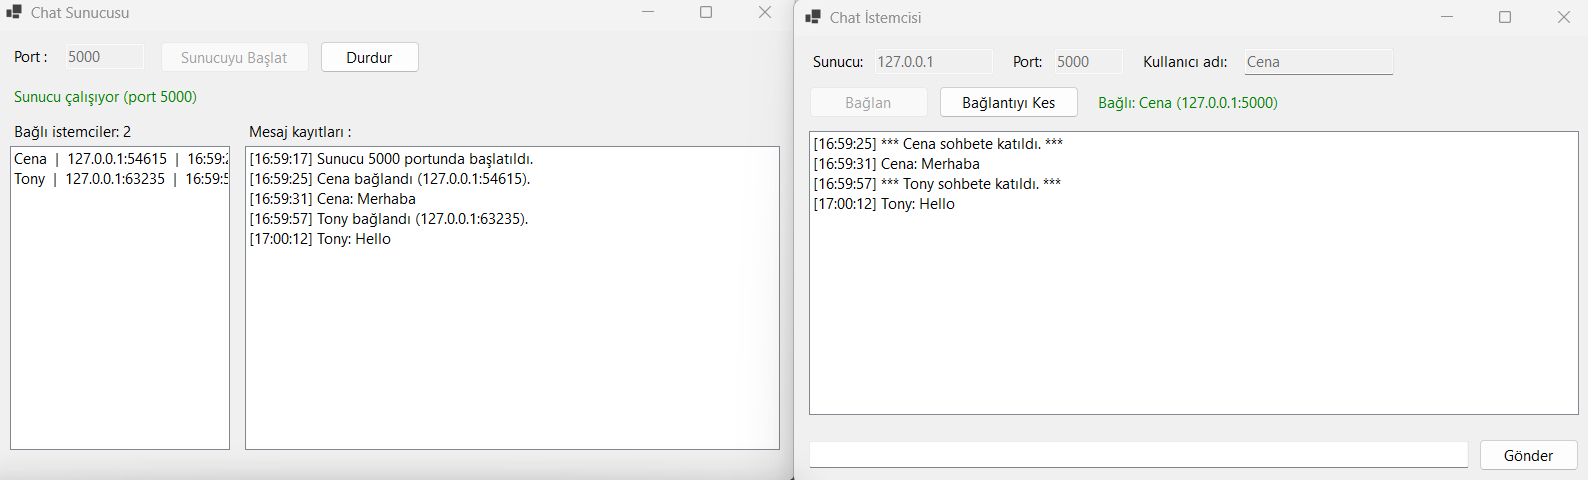 Chat Sunucusu
Port : 5000 Sunucuyu Başlat Durdur
Sunucu çalışıyor (port 5000)
Bağlı istemciler: 2
Cena | 127.0.0.1:54615 |
Tony | 127.0.0.1:63235 |
Mesaj kayıtları :
[16:59:17] Sunucu 5000 portunda başlatıldı.
[16:59:25] Cena bağlandı (127.0.0.1:54615).
[16:59:31] Cena: Merhaba
[16:59:57] Tony bağlandı (127.0.0.1:63235).
[17:00:12] Tony: Hello
Chat İstemcisi
Sunucu: 127.0.0.1 Port: 5000 Kullanıcı adı: Cena
Bağlan Bağlantıyı Kes Bağlı: Cena (127.0.0.1:5000)
[16:59:25] *** Cena sohbete katıldı. ***
[16:59:31] Cena: Merhaba
[16:59:57] *** Tony sohbete katıldı. ***
[17:00:12] Tony: Hello
Gönder